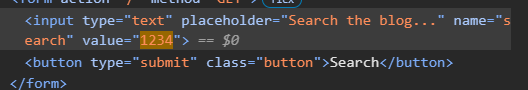 <form action="/" method="GET"> flex
<input type="text" placeholder="Search the blog..." name="s
earch" value="1234"> == $0
<button type="submit" class="button">Search</button>
</form>